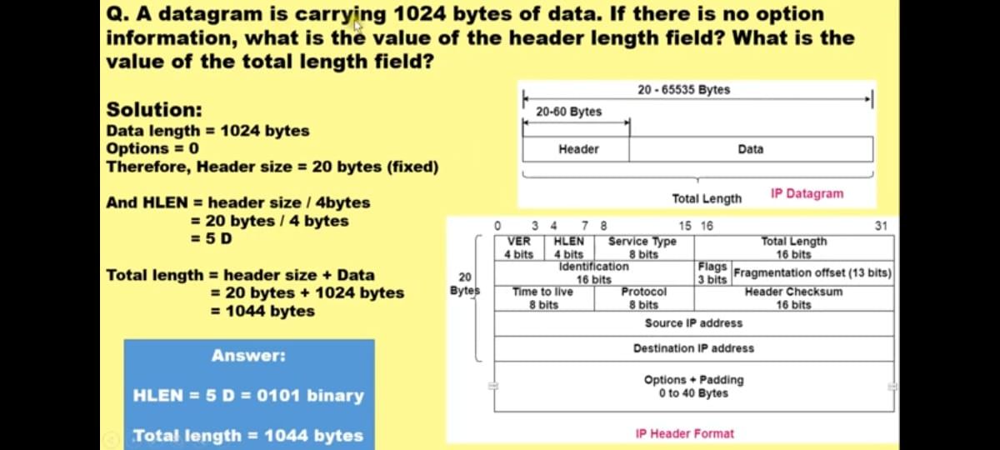 Q. A datagram is carrying 1024 bytes of data. If there is no option
information, what is the value of the header length field? What is the
value of the total length field?
Solution:
Data length = 1024 bytes
Options = 0
Therefore, Header size = 20 bytes (fixed)
And HLEN = header size / 4bytes
= 20 bytes / 4 bytes
= 5 D
Total length = header size + Data
= 20 bytes + 1024 bytes
= 1044 bytes
Answer:
HLEN = 5 D = 0101 binary
Total length = 1044 bytes
20 - 65535 Bytes
20-60 Bytes
Header
Data
Total Length
IP Datagram
0 3 4 7 8 15 16 31
VER HLEN Service Type Total Length
4 bits 4 bits 8 bits 16 bits
Identification Flags Fragmentation offset (13 bits)
16 bits 3 bits
20
Bytes
Time to live Protocol Header Checksum
8 bits 8 bits 16 bits
Source IP address
Destination IP address
Options + Padding
0 to 40 Bytes
IP Header Format